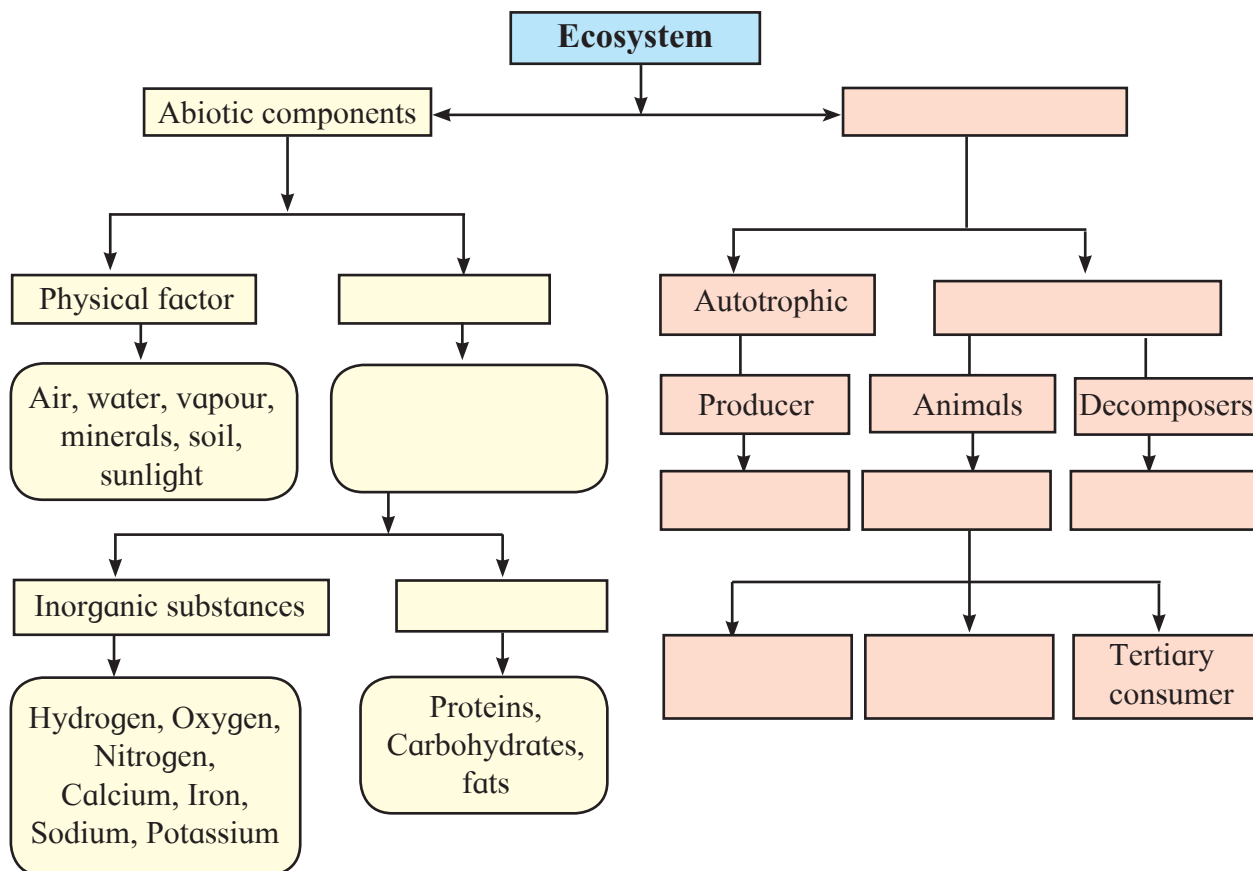 Ecosystem
Abiotic components
Physical factor
Autotrophic
Air, water, vapour,
minerals, soil,
sunlight
Producer
Animals
Decomposers
Inorganic substances
Tertiary
consumer
Hydrogen, Oxygen,
Nitrogen,
Calcium, Iron,
Sodium, Potassium
Proteins,
Carbohydrates,
fats